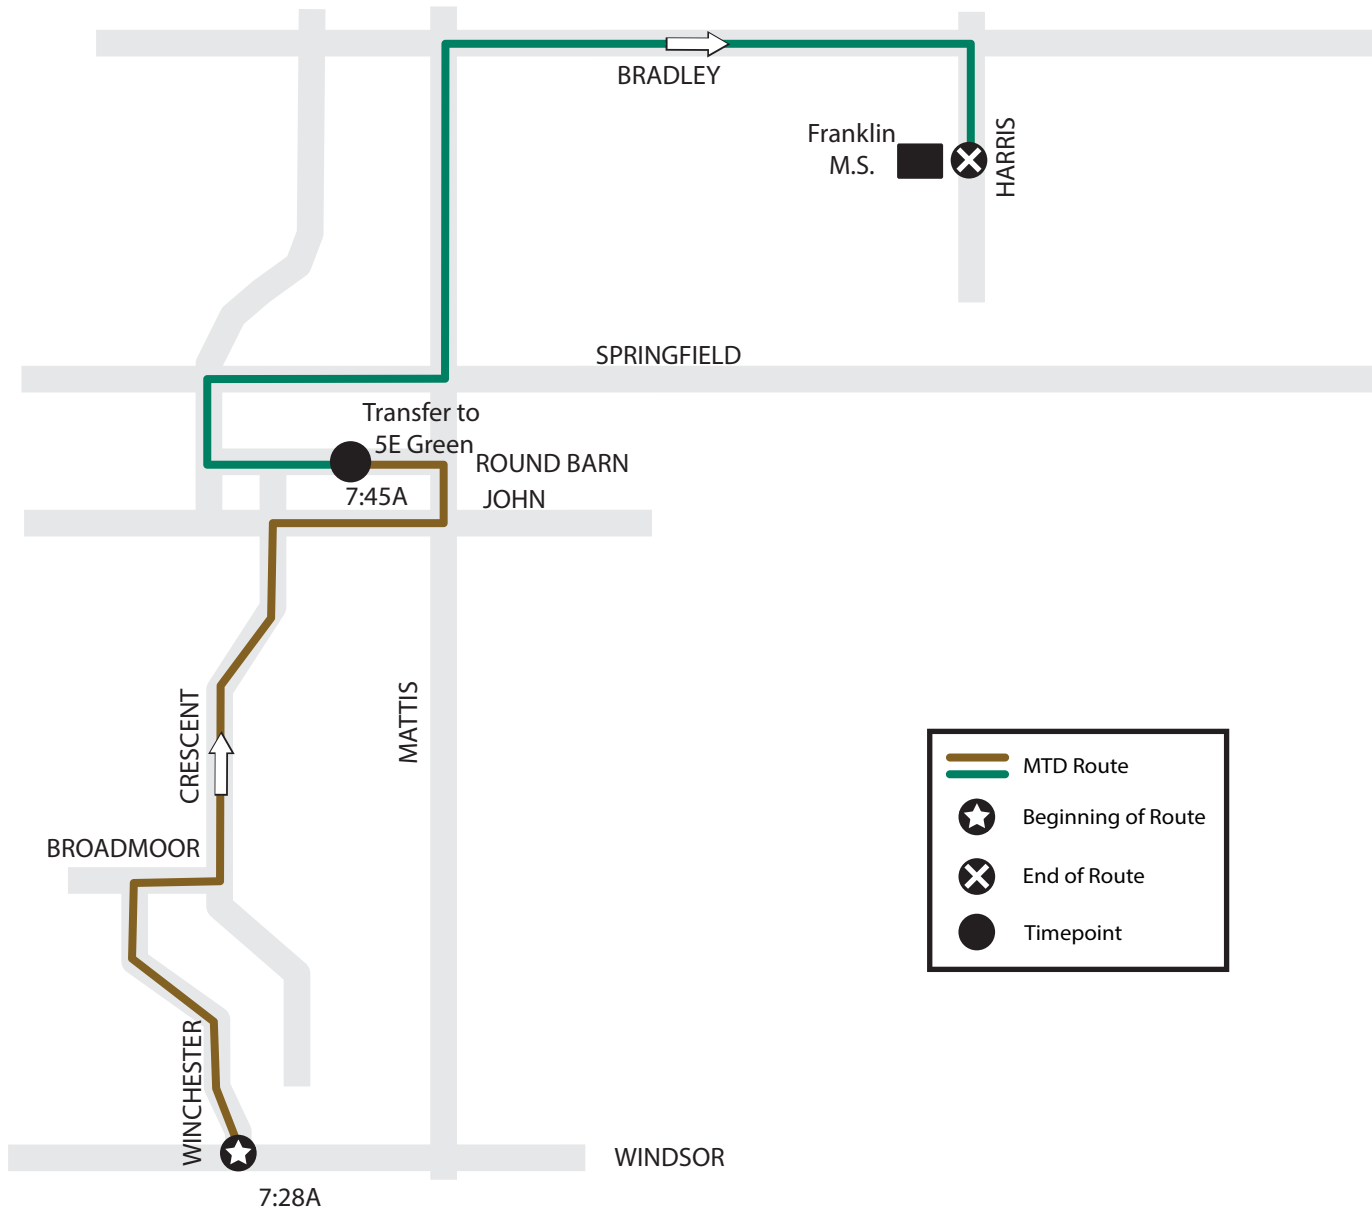 BRADLEY
Franklin
M.S.
HARRIS
SPRINGFIELD
Transfer to
5E Green
ROUND BARN
7:45A
JOHN
CRESCENT
MATTIS
MTD Route
Beginning of Route
End of Route
Timepoint
BROADMOOR
WINCHESTER
WINDSOR
7:28A